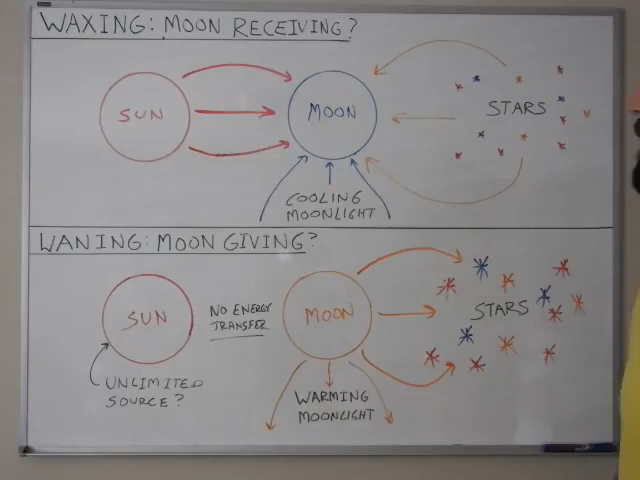 WAXING: MOON RECEIVING?
SUN
MOON
STARS
COOLING
MOONLIGHT
WANING: MOON GIVING?
SUN
NO ENERGY
TRANSFER
MOON
STARS
UNLIMITED
SOURCE?
WARMING
MOONLIGHT